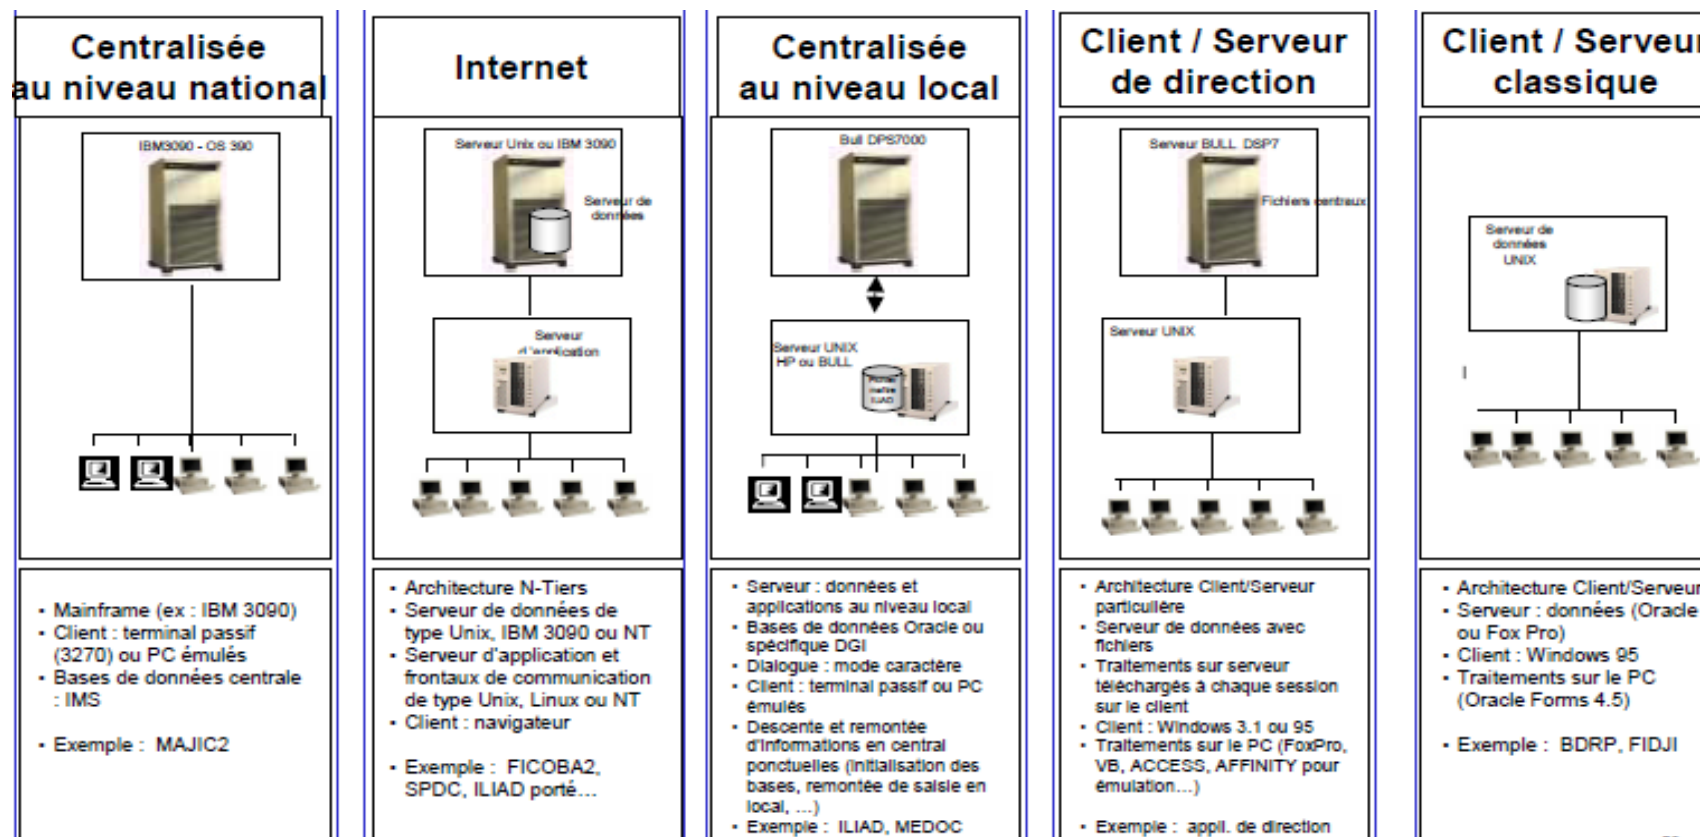 Centralisée
au niveau national
IBM3090 - OS 390
▪ Mainframe (ex : IBM 3090)
▪ Client : terminal passif
(3270) ou PC émulés
▪ Bases de données centrale
: IMS
▪ Exemple : MAJIC2
Internet
Serveur Unix ou IBM 3090
Serveur de
données
Serveur
d'application
▪ Architecture N-Tiers
▪ Serveur de données de
type Unix, IBM 3090 ou NT
▪ Serveur d'application et
frontaux de communication
de type Unix, Linux ou NT
▪ Client : navigateur
▪ Exemple : FICOBA2,
SPDC, ILIAD porté...
Centralisée
au niveau local
Bull DPS7000
Serveur UNIX
HP ou BULL
maître
ILIAD
▪ Serveur : données et
applications au niveau local
▪ Bases de données Oracle ou
spécifique DGI
▪ Dialogue : mode caractère
▪ Client : terminal passif ou PC
émulés
▪ Descente et remontée
d'informations en central
ponctuelles (initialisation des
bases, remontée de saisie en
local, ...)
▪ Exemple : ILIAD, MEDOC
Client / Serveur
de direction
Serveur BULL DSP7
Fichiers centraux
Serveur UNIX
▪ Architecture Client/Serveur
particulière
▪ Serveur de données avec
fichiers
▪ Traitements sur serveur
téléchargés à chaque session
sur le client
▪ Client : Windows 3.1 ou 95
▪ Traitements sur le PC (FoxPro,
VB, ACCESS, AFFINITY pour
émulation...)
▪ Exemple : appli. de direction
Client / Serveur
classique
Serveur de
données
UNIX
▪ Architecture Client/Serveur
▪ Serveur : données (Oracle
ou Fox Pro)
▪ Client : Windows 95
▪ Traitements sur le PC
(Oracle Forms 4.5)
▪ Exemple : BDRP, FIDJI